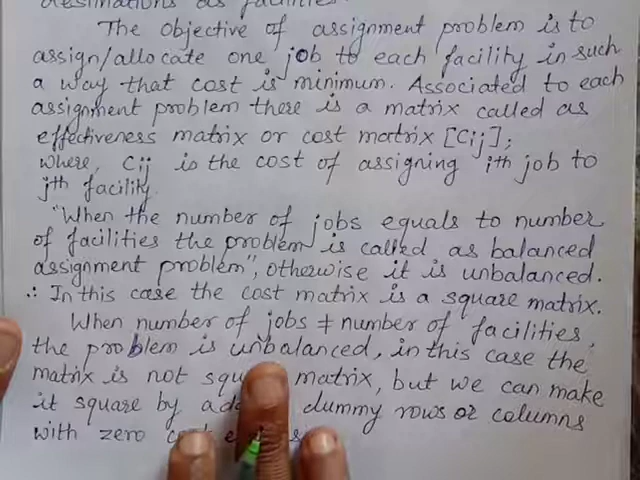 destinations as facilities.
The objective of assignment problem is to
assign/allocate one job to each facility in such
a way that cost is minimum. Associated to each
assignment problem there is a matrix called as
effectiveness matrix or cost matrix [Cij];
where, Cij is the cost of assigning ith job to
jth facility.
"When the number of jobs equals to number
of facilities the problem is called as balanced
assignment problem", otherwise it is unbalanced.
∴ In this case the cost matrix is a square matrix.
When number of jobs ≠ number of facilities,
the problem is unbalanced, in this case the
matrix is not matrix, but we can make
it square by dummy rows or columns
with zero